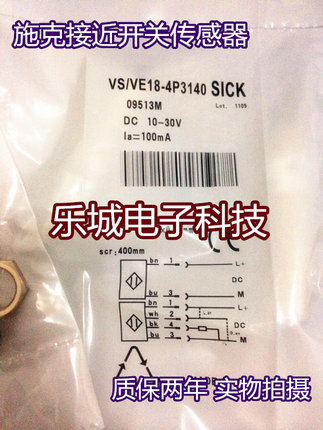 施克接近开关传感器
VS/VE18-4P3140 SICK
09513M
Lot. 1105
DC 10-30V
Ia=100mA
乐城电子科技
scr: 400mm
bn 1 L+
DC
bu 3 M
bn 1 L+
wh 2
bk 4 DC
bu 3 M
质保两年 实物拍摄